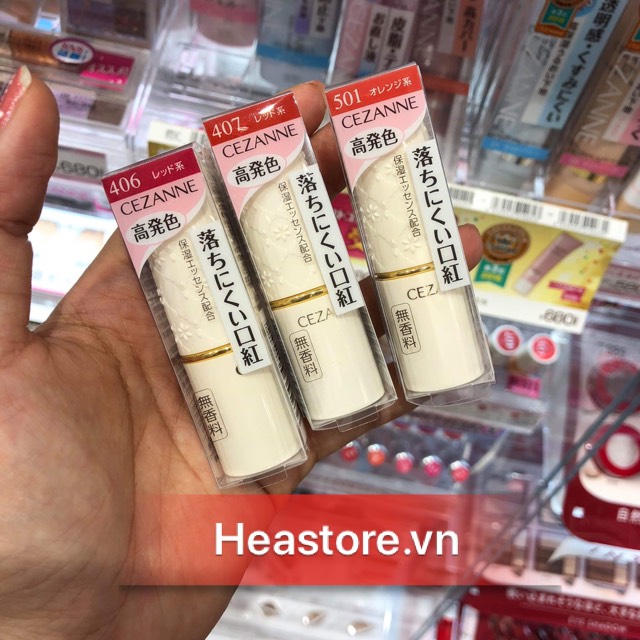 406 レッド系
CEZANNE
高発色
保湿エッセンス配合
落ちにくい口紅
無香料
407 レッド系
CEZANNE
高発色
保湿エッセンス配合
落ちにくい口紅
CEZA
無香料
501 オレンジ系
CEZANNE
高発色
保湿エッセンス配合
落ちにくい口紅
CEZ
無香料
680
680
Heastore.vn